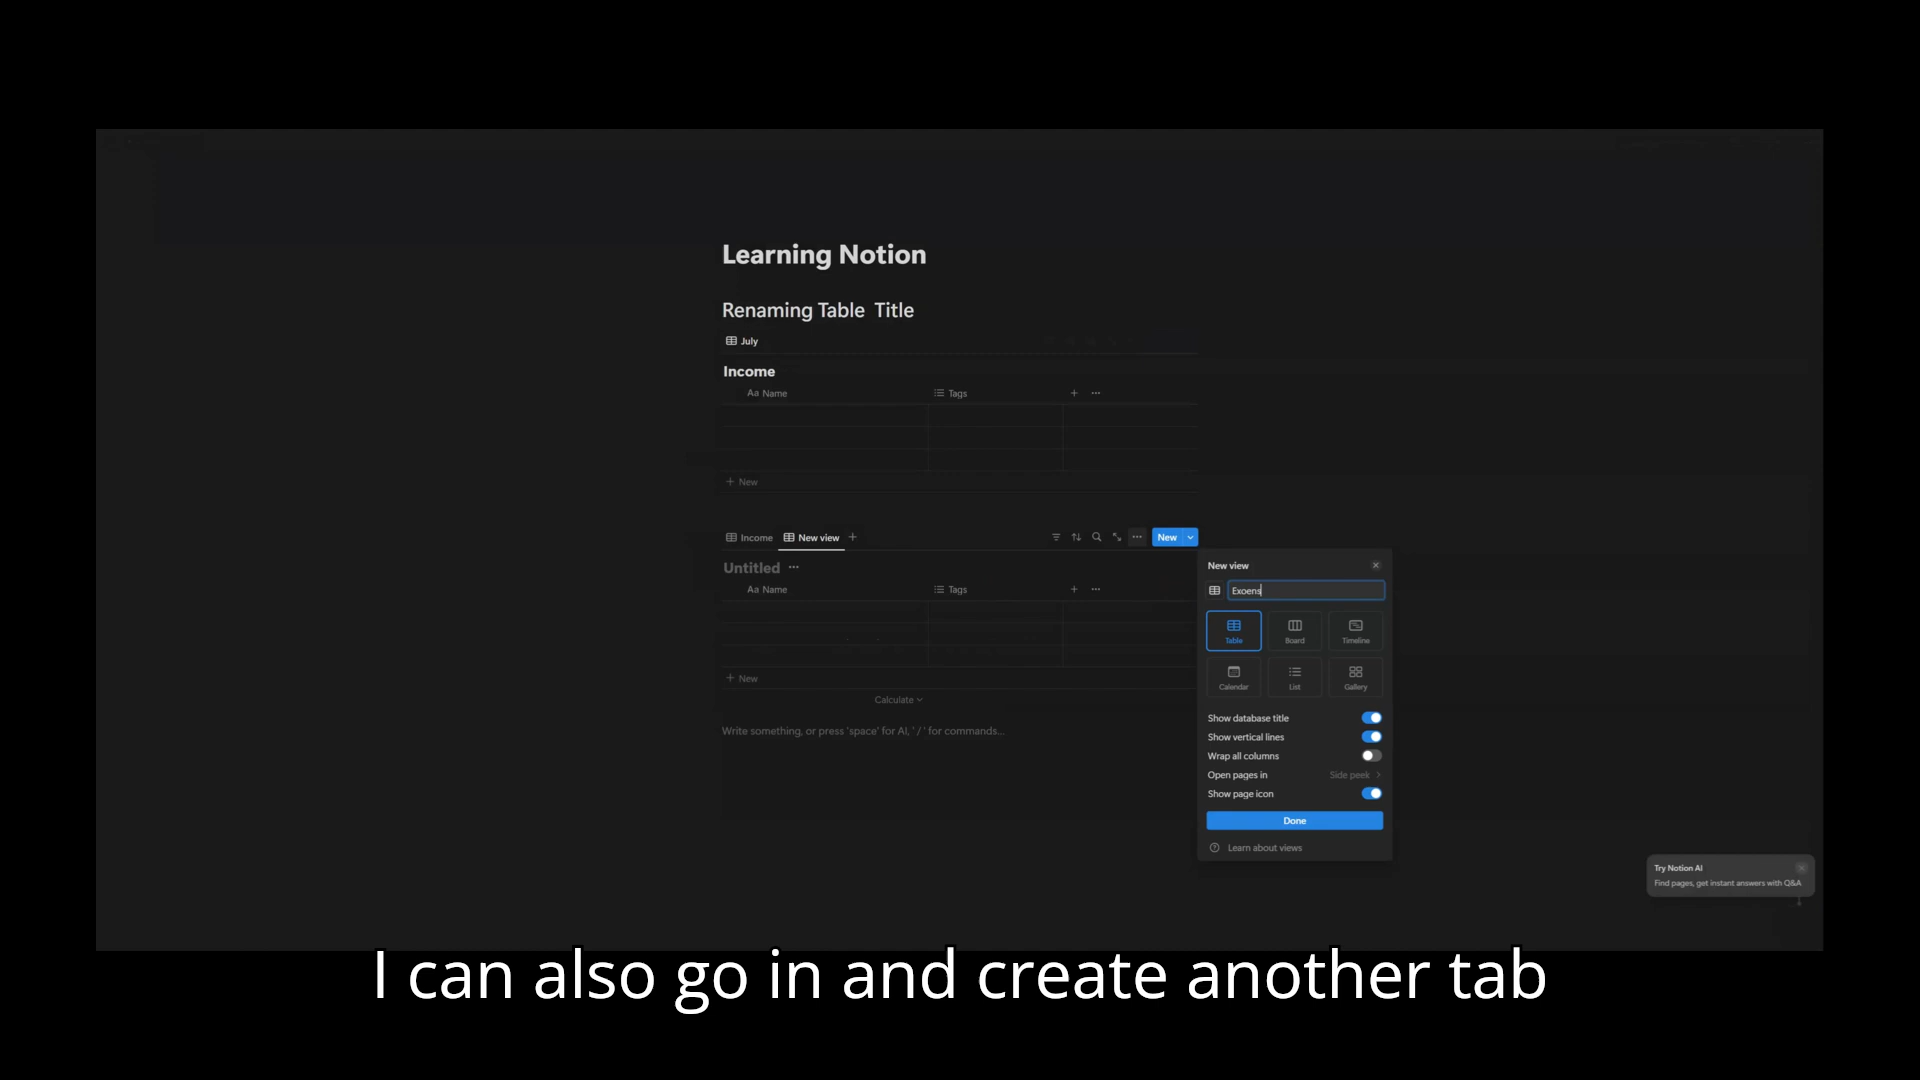 Learning Notion
Renaming Table Title
July
Income
Aa Name Tags + ...
+ New
Income New view + New
Untitled ...
Aa Name Tags + ...
+ New
Calculate
Write something, or press 'space' for AI, '/' for commands...
New view
Exoens
Table Board Timeline
Calendar List Gallery
Show database title
Show vertical lines
Wrap all columns
Open pages in Side peek
Show page icon
Done
Learn about views
Try Notion AI
Find pages, get instant answers with Q&A
I can also go in and create another tab